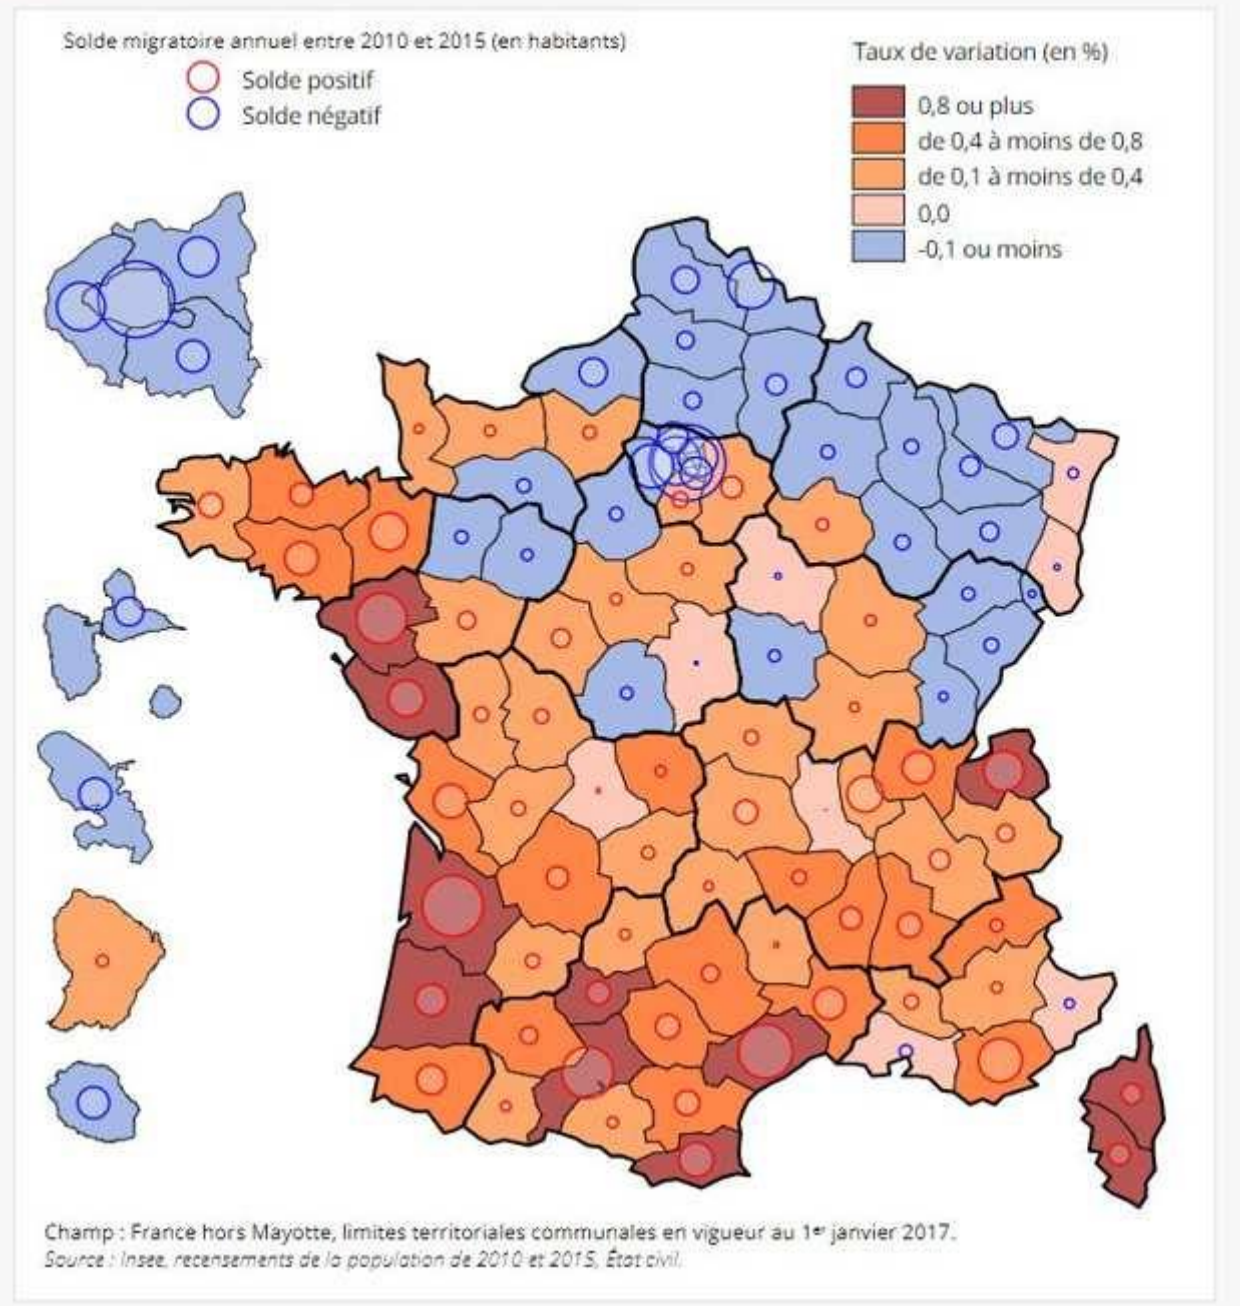 Solde migratoire annuel entre 2010 et 2015 (en habitants)
Solde positif
Solde négatif
Taux de variation (en %)
0,8 ou plus
de 0,4 à moins de 0,8
de 0,1 à moins de 0,4
0,0
-0,1 ou moins
Champ : France hors Mayotte, limites territoriales communales en vigueur au 1er janvier 2017.
Source : Insee, recensements de la population de 2010 et 2015, État civil.